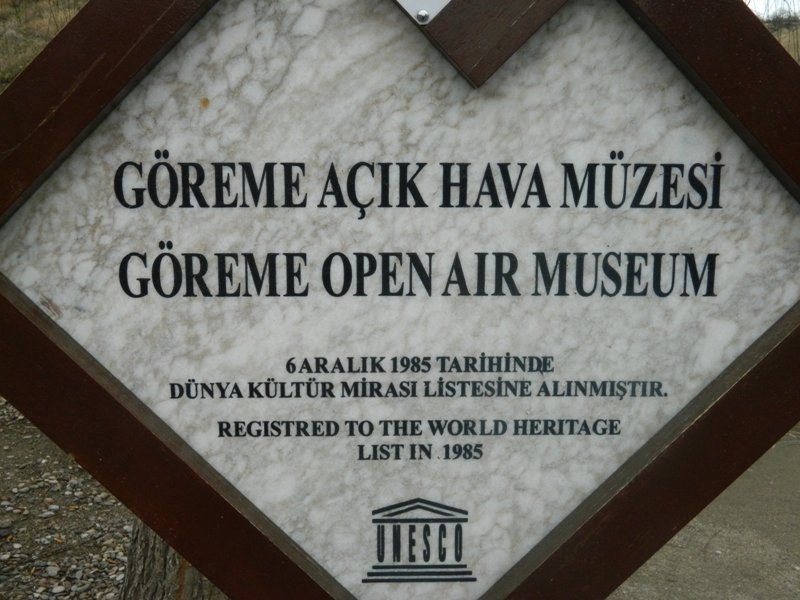 GÖREME AÇIK HAVA MÜZESİ
GÖREME OPEN AIR MUSEUM
6 ARALIK 1985 TARİHİNDE
DÜNYA KÜLTÜR MİRASI LİSTESİNE ALINMIŞTIR.
REGISTRED TO THE WORLD HERITAGE
LIST IN 1985
UNESCO